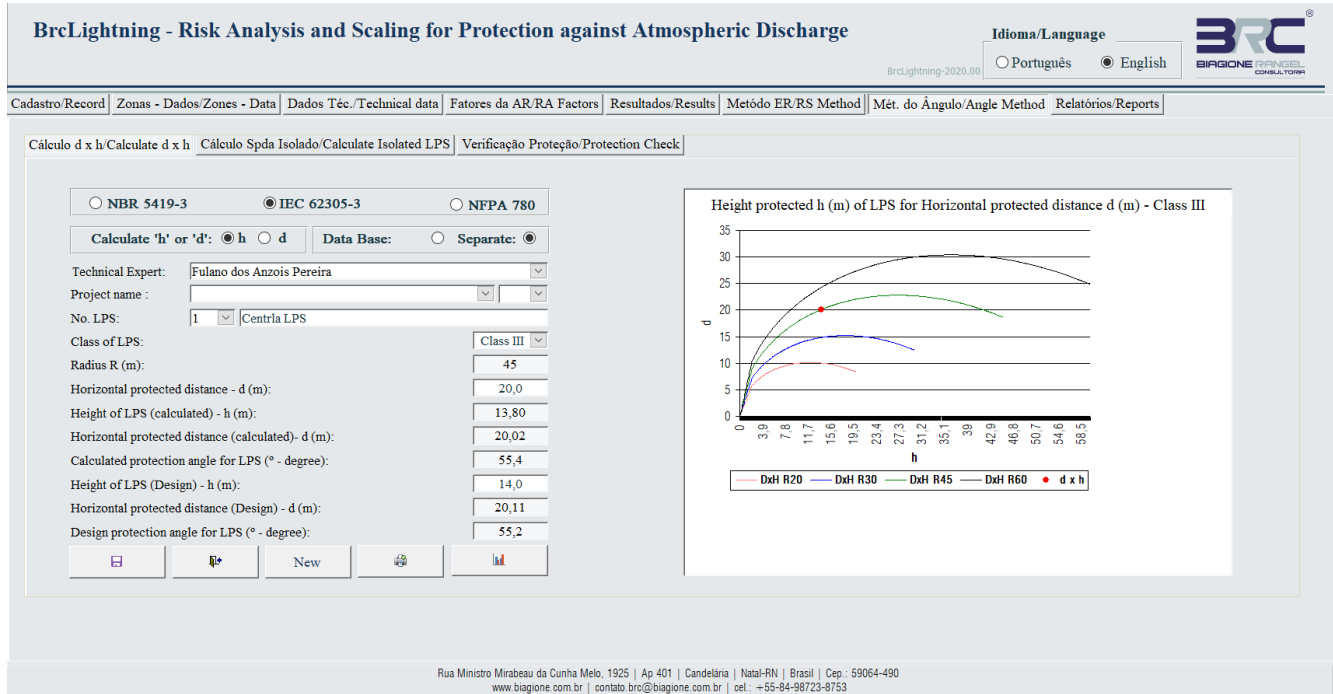 BrcLightning - Risk Analysis and Scaling for Protection against Atmospheric Discharge
BrcLightning-2020.00
Idioma/Language
Português English
®
BRC
BIAGIONE RANGEL
CONSULTORIA
Cadastro/Record Zonas - Dados/Zones - Data Dados Téc./Technical data Fatores da AR/RA Factors Resultados/Results Metódo ER/RS Method Mét. do Ângulo/Angle Method Relatórios/Reports
Cálculo d x h/Calculate d x h Cálculo Spda Isolado/Calculate Isolated LPS Verificação Proteção/Protection Check
NBR 5419-3 IEC 62305-3 NFPA 780
Calculate 'h' or 'd': h d Data Base: Separate:
Technical Expert: Fulano dos Anzois Pereira
Project name :
No. LPS: 1 Centrla LPS
Class of LPS: Class III
Radius R (m): 45
Horizontal protected distance - d (m): 20,0
Height of LPS (calculated) - h (m): 13,80
Horizontal protected distance (calculated)- d (m): 20,02
Calculated protection angle for LPS (º - degree): 55,4
Height of LPS (Design) - h (m): 14,0
Horizontal protected distance (Design) - d (m): 20,11
Design protection angle for LPS (º - degree): 55,2
New
Height protected h (m) of LPS for Horizontal protected distance d (m) - Class III
35
30
25
20
15
10
5
0
d
0 3,9 7,8 11,7 15,6 19,5 23,4 27,3 31,2 35,1 39 42,9 46,8 50,7 54,6 58,5
h
DxH R20 DxH R30 DxH R45 DxH R60 d x h
Rua Ministro Mirabeau da Cunha Melo, 1925 | Ap 401 | Candelária | Natal-RN | Brasil | Cep.: 59064-490
www.biagione.com.br | contato.brc@biagione.com.br | cel.: +55-84-98723-8753